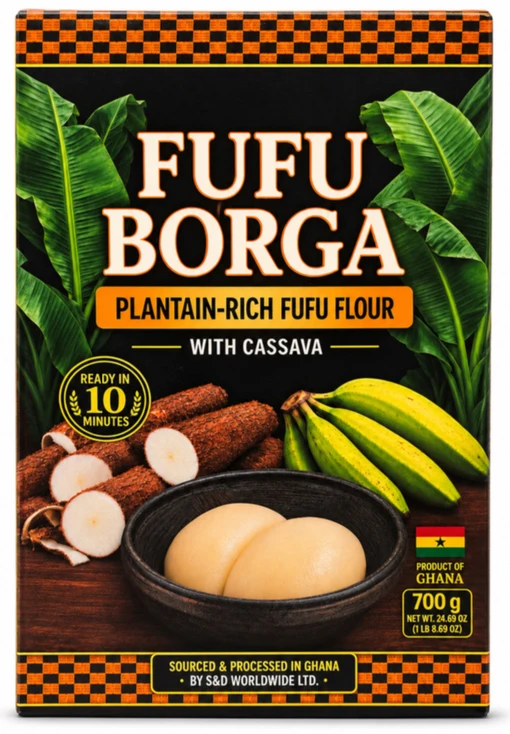 FUFU
BORGA
PLANTAIN-RICH FUFU FLOUR
WITH CASSAVA
READY IN
10
MINUTES
PRODUCT OF
GHANA
700 g
NET WT. 24.69 OZ
(1 LB 8.69 OZ)
SOURCED & PROCESSED IN GHANA
• BY S&D WORLDWIDE LTD. •